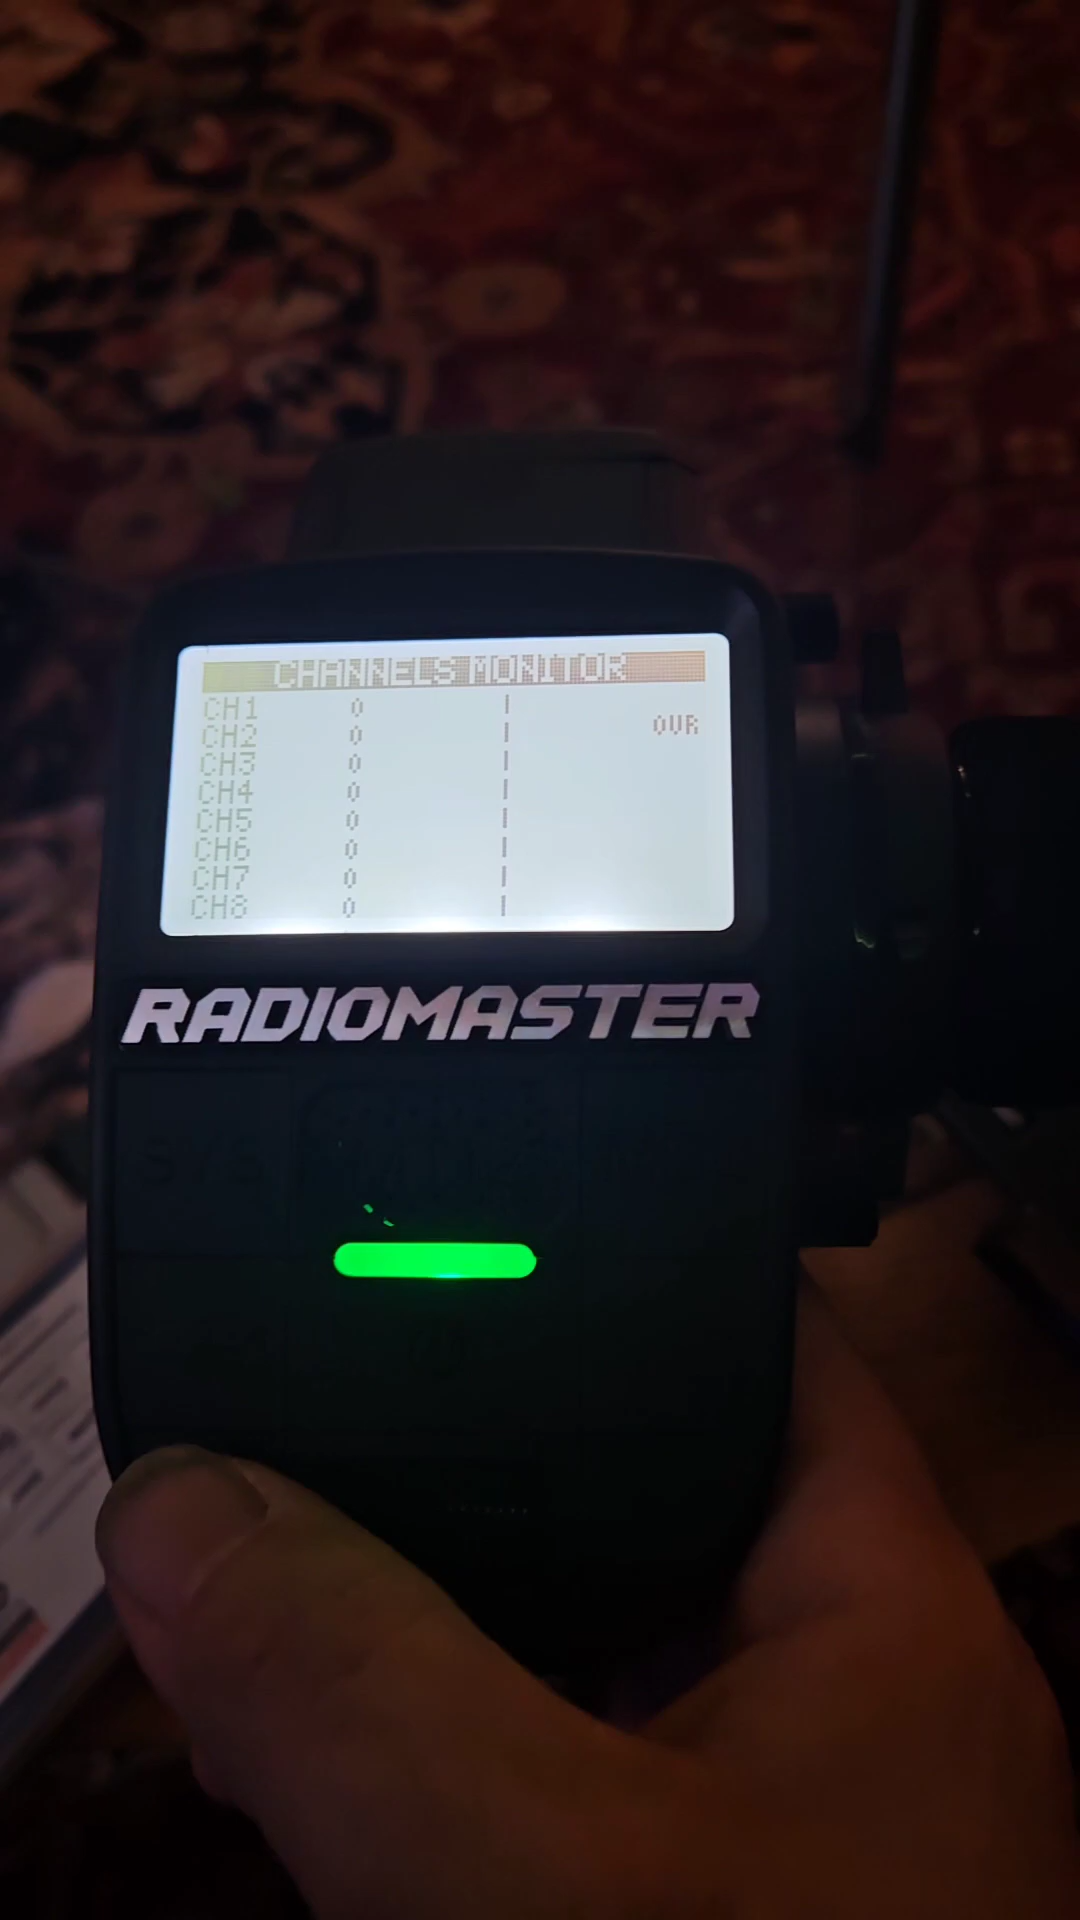 CHANNELS MONITOR
CH1 0
CH2 0 OVR
CH3 0
CH4 0
CH5 0
CH6 0
CH7 0
CH8 0
RADIOMASTER